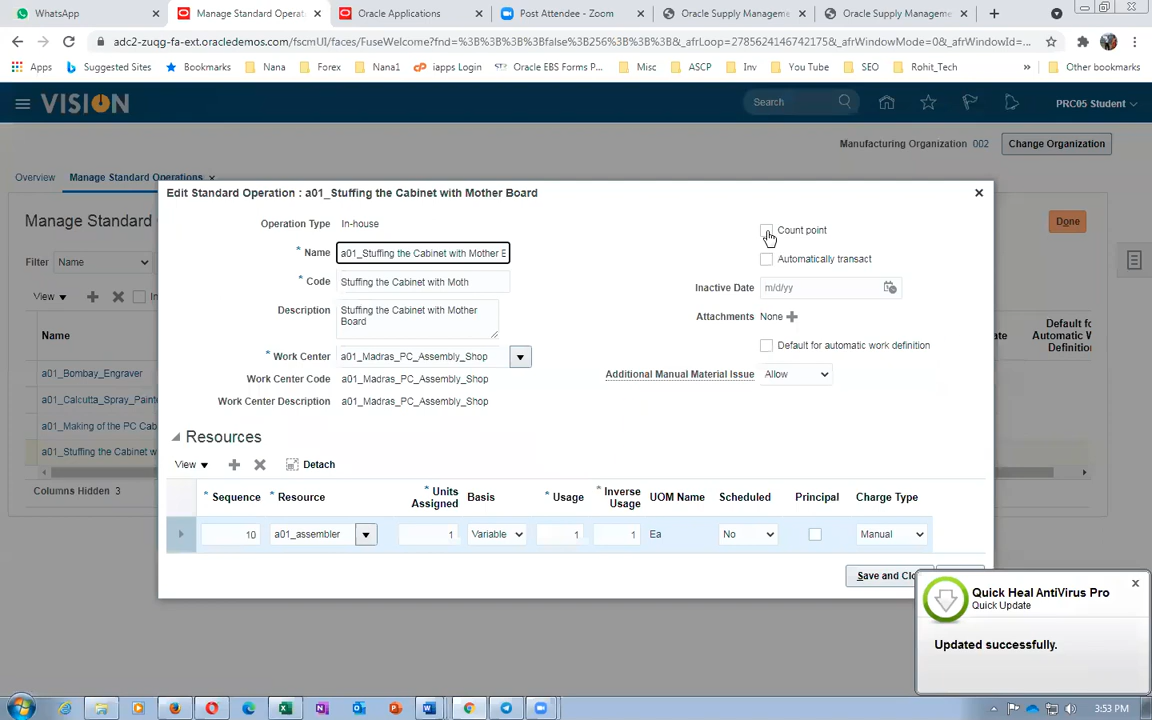 WhatsApp
Manage Standard Operat
Oracle Applications
Post Attendee - Zoom
Oracle Supply Manageme
Oracle Supply Manageme
adc2-zuqg-fa-ext.oracledemos.com/fscmUI/faces/FuseWelcome?fnd=%3B%3B%3B%3Bfalse%3B256%3B%3B%3B&_afrLoop=2785624146742175&_afrWindowMode=0&_afrWindowId=...
Apps
Suggested Sites
Bookmarks
Nana
Forex
Nana1
iapps Login
Oracle EBS Forms P...
Misc
ASCP
Inv
You Tube
SEO
Rohit_Tech
»
Other bookmarks
VISION
Search
PRC05 Student
Manufacturing Organization 002
Change Organization
Overview
Manage Standard Operations
Manage Standard
Done
Filter Name
View
In
Name
a01_Bombay_Engraver
a01_Calcutta_Spray_Painte
a01_Making of the PC Cab
a01_Stuffing the Cabinet w
Columns Hidden 3
ate
Default for
Automatic W
Definition
Edit Standard Operation : a01_Stuffing the Cabinet with Mother Board
Operation Type In-house
* Name a01_Stuffing the Cabinet with Mother E
* Code Stuffing the Cabinet with Moth
Description Stuffing the Cabinet with Mother
Board
* Work Center a01_Madras_PC_Assembly_Shop
Work Center Code a01_Madras_PC_Assembly_Shop
Work Center Description a01_Madras_PC_Assembly_Shop
Count point
Automatically transact
Inactive Date m/d/yy
Attachments None
Default for automatic work definition
Additional Manual Material Issue Allow
Resources
View
Detach
* Sequence * Resource * Units Assigned Basis * Usage * Inverse Usage UOM Name Scheduled Principal Charge Type
10 a01_assembler 1 Variable 1 1 Ea No Manual
Save and Clo
Quick Heal AntiVirus Pro
Quick Update
Updated successfully.
3:53 PM